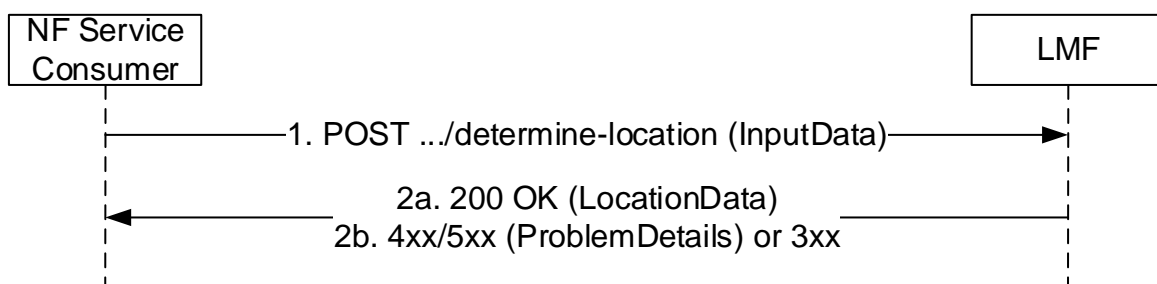 NF Service
Consumer
LMF
1. POST .../determine-location (InputData)
2a. 200 OK (LocationData)
2b. 4xx/5xx (ProblemDetails) or 3xx